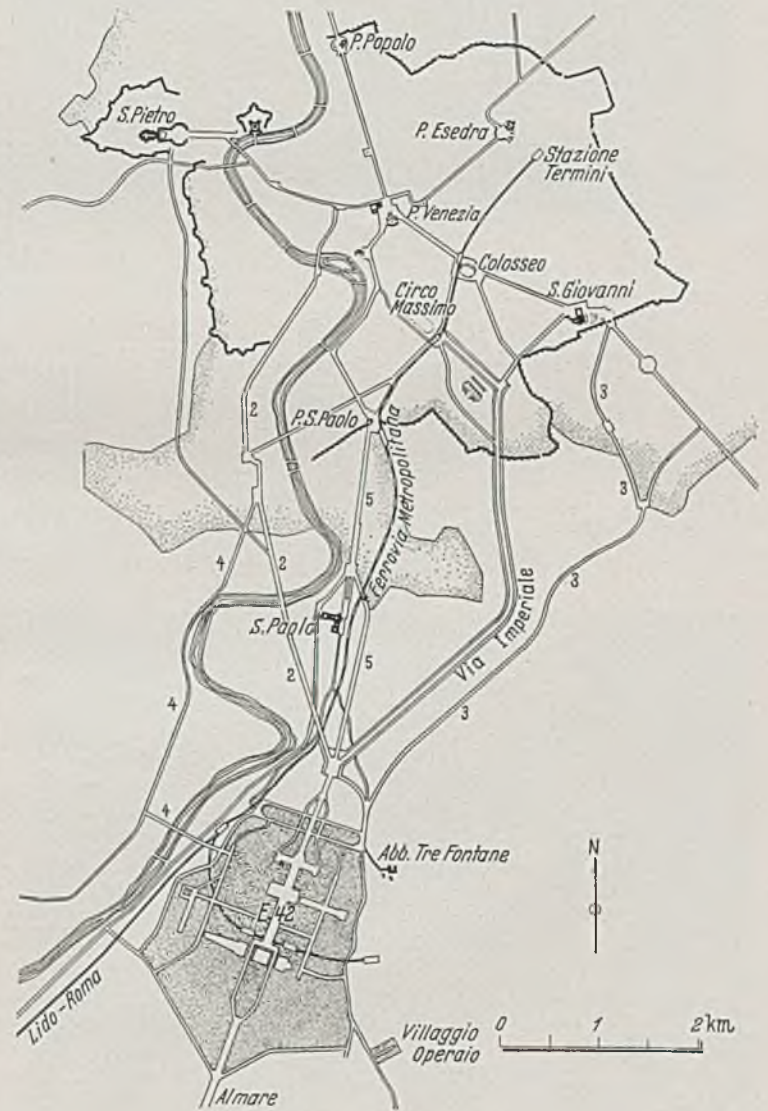 P. Popolo
S. Pietro
P. Esedra
Stazione
Termini
P. Venezia
Colosseo
Circo
Massimo
S. Giovanni
3
2
P. S. Paolo
3
5
Ferrovia Metropolitana
4
2
3
S. Paolo
Via Imperiale
2
5
4
3
4
Abb. Tre Fontane
N
E. 42
Lido-Roma
0 1 2 km
Villaggio
Operaio
Al mare